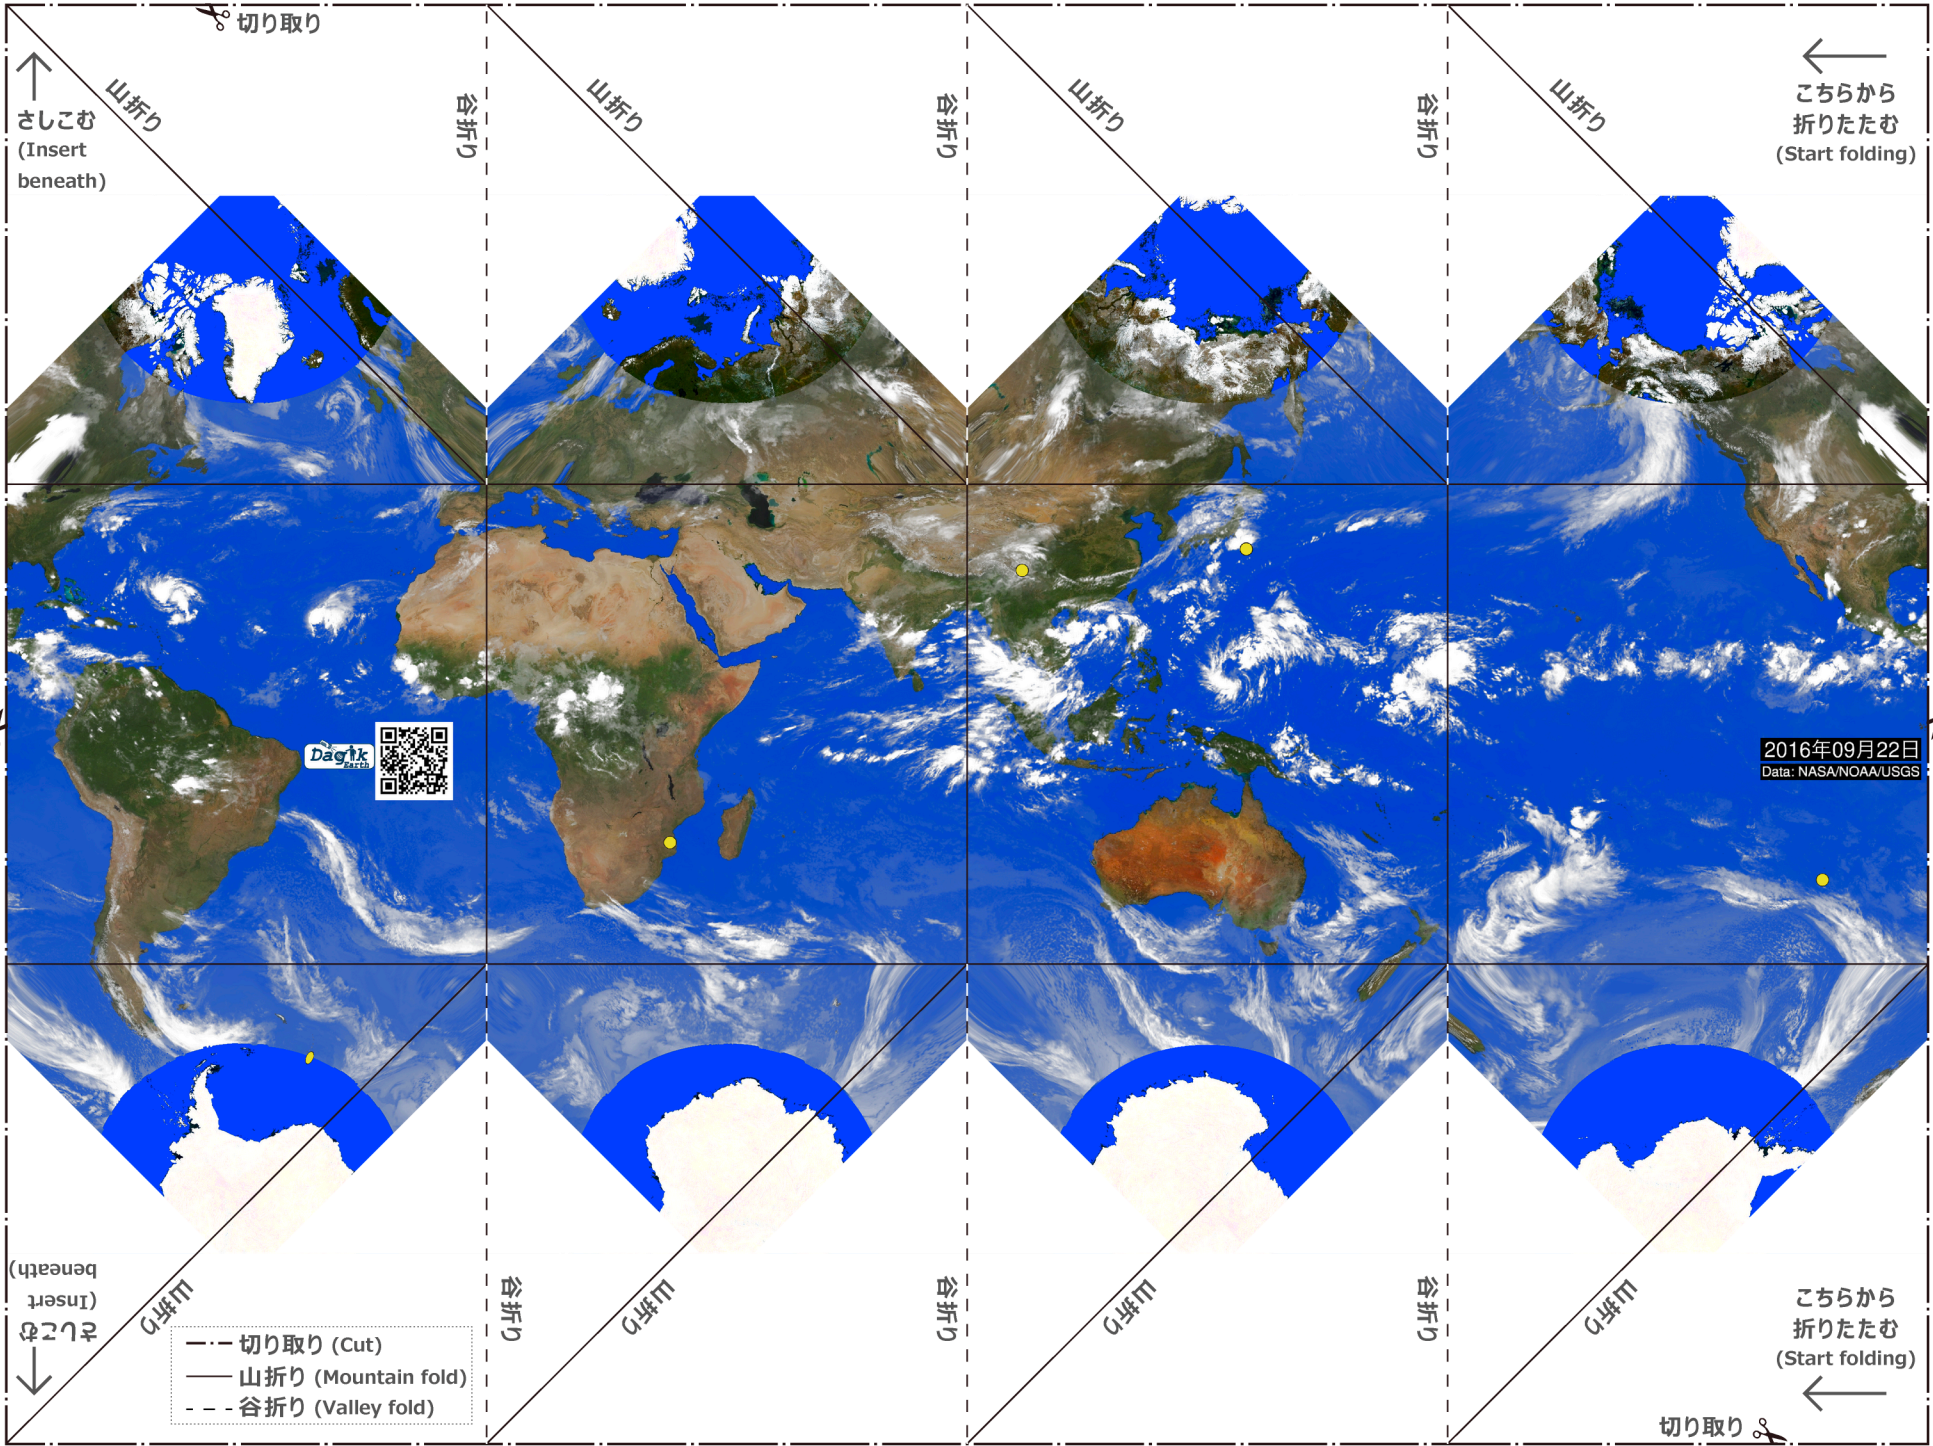 切り取り
さしこむ
(Insert
beneath)
山折り
谷折り
山折り
谷折り
山折り
谷折り
山折り
こちらから
折りたたむ
(Start folding)
Dagik
Earth
2016年09月22日
Data: NASA/NOAA/USGS
さしこむ
(Insert
beneath)
山折り
谷折り
山折り
谷折り
山折り
谷折り
山折り
こちらから
折りたたむ
(Start folding)
切り取り (Cut)
山折り (Mountain fold)
谷折り (Valley fold)
切り取り